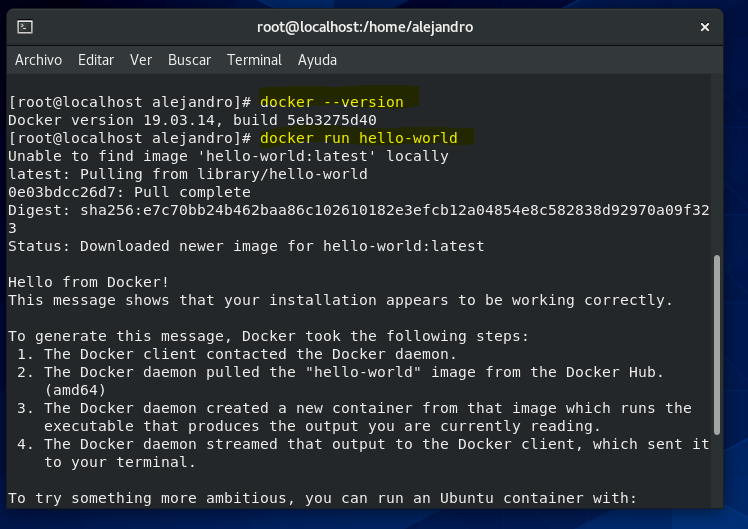 root@localhost:/home/alejandro
Archivo Editar Ver Buscar Terminal Ayuda
[root@localhost alejandro]# docker --version
Docker version 19.03.14, build 5eb3275d40
[root@localhost alejandro]# docker run hello-world
Unable to find image 'hello-world:latest' locally
latest: Pulling from library/hello-world
0e03bdcc26d7: Pull complete
Digest: sha256:e7c70bb24b462baa86c102610182e3efcb12a04854e8c582838d92970a09f32
3
Status: Downloaded newer image for hello-world:latest
Hello from Docker!
This message shows that your installation appears to be working correctly.
To generate this message, Docker took the following steps:
1. The Docker client contacted the Docker daemon.
2. The Docker daemon pulled the "hello-world" image from the Docker Hub.
(amd64)
3. The Docker daemon created a new container from that image which runs the
executable that produces the output you are currently reading.
4. The Docker daemon streamed that output to the Docker client, which sent it
to your terminal.
To try something more ambitious, you can run an Ubuntu container with: